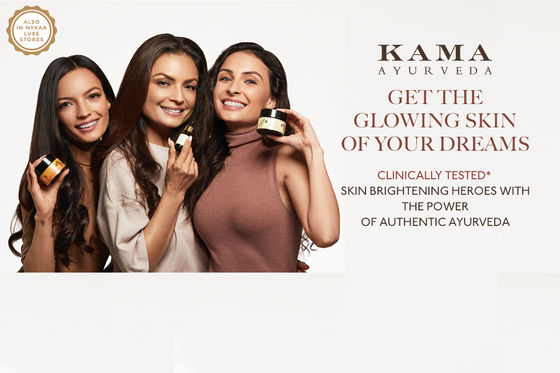 ALSO
IN NYKAA
LUXE
STORES
KAMA
AYURVEDA
GET THE
GLOWING SKIN
OF YOUR DREAMS
CLINICALLY TESTED*
SKIN BRIGHTENING HEROES WITH
THE POWER
OF AUTHENTIC AYURVEDA